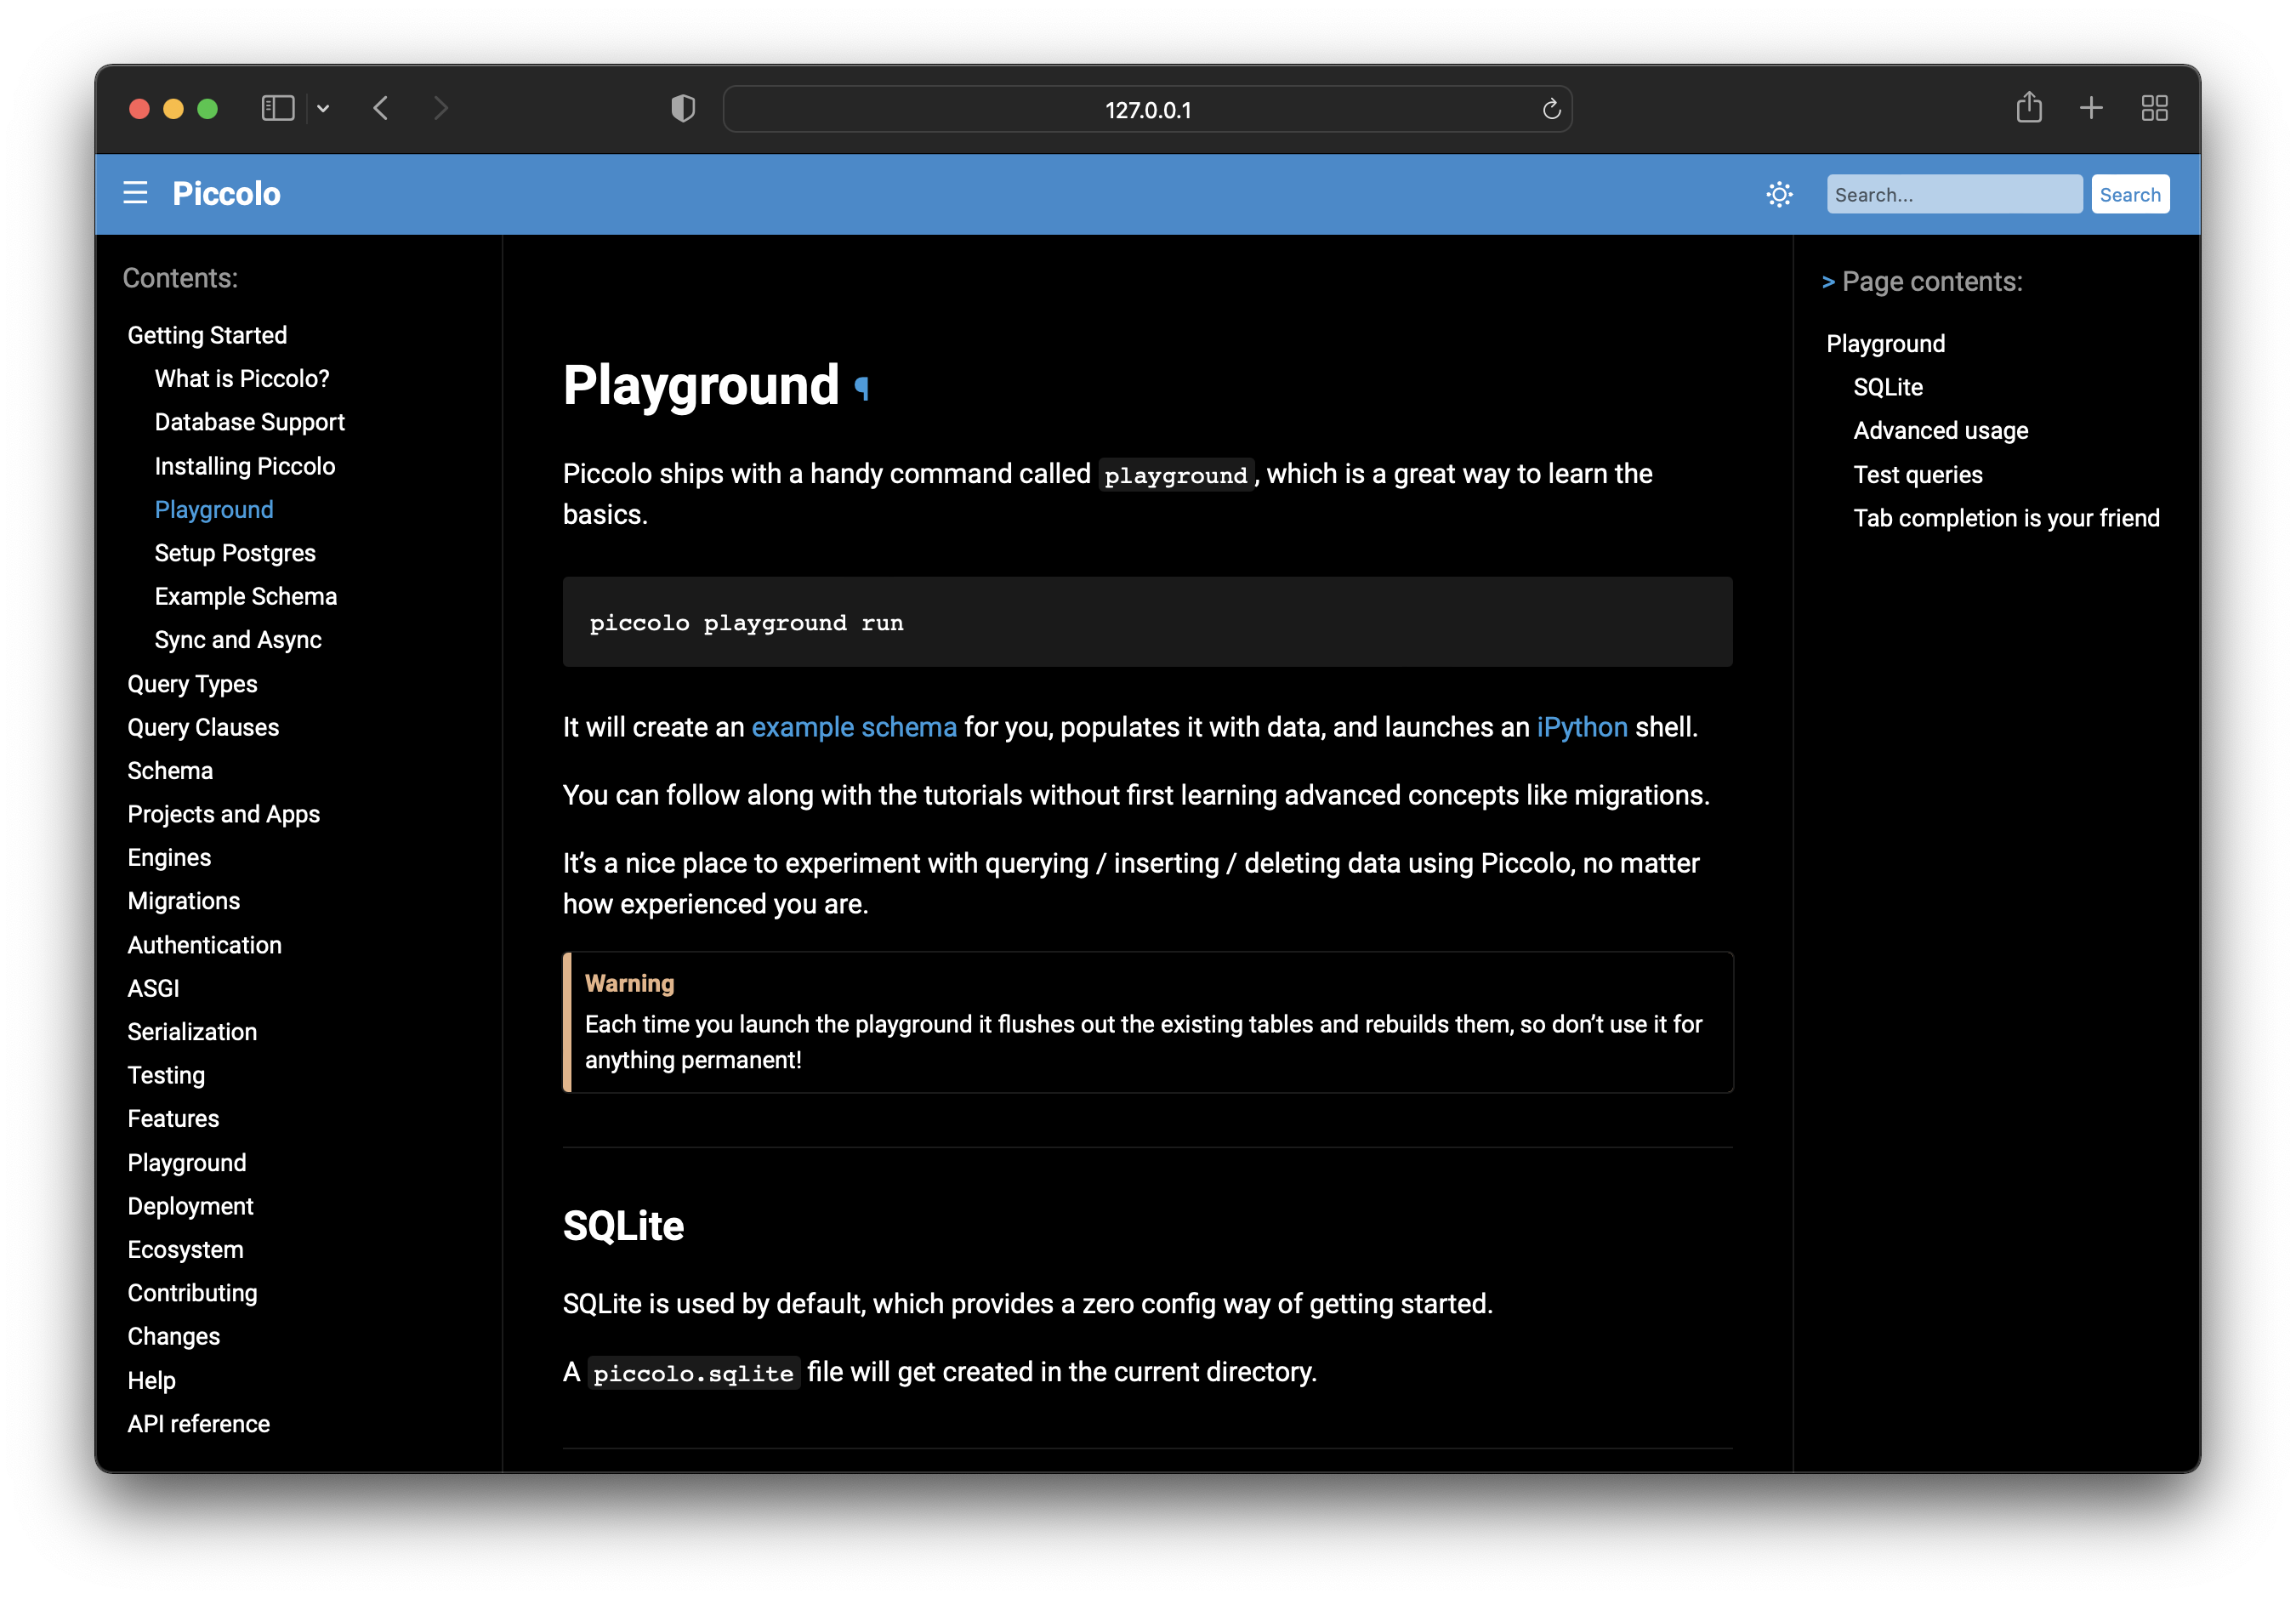 127.0.0.1
Piccolo
Search...
Search
Contents:
Getting Started
What is Piccolo?
Database Support
Installing Piccolo
Playground
Setup Postgres
Example Schema
Sync and Async
Query Types
Query Clauses
Schema
Projects and Apps
Engines
Migrations
Authentication
ASGI
Serialization
Testing
Features
Playground
Deployment
Ecosystem
Contributing
Changes
Help
API reference
Playground ¶
Piccolo ships with a handy command called playground, which is a great way to learn the
basics.
piccolo playground run
It will create an example schema for you, populates it with data, and launches an iPython shell.
You can follow along with the tutorials without first learning advanced concepts like migrations.
It’s a nice place to experiment with querying / inserting / deleting data using Piccolo, no matter
how experienced you are.
Warning
Each time you launch the playground it flushes out the existing tables and rebuilds them, so don’t use it for
anything permanent!
SQLite
SQLite is used by default, which provides a zero config way of getting started.
A piccolo.sqlite file will get created in the current directory.
> Page contents:
Playground
SQLite
Advanced usage
Test queries
Tab completion is your friend